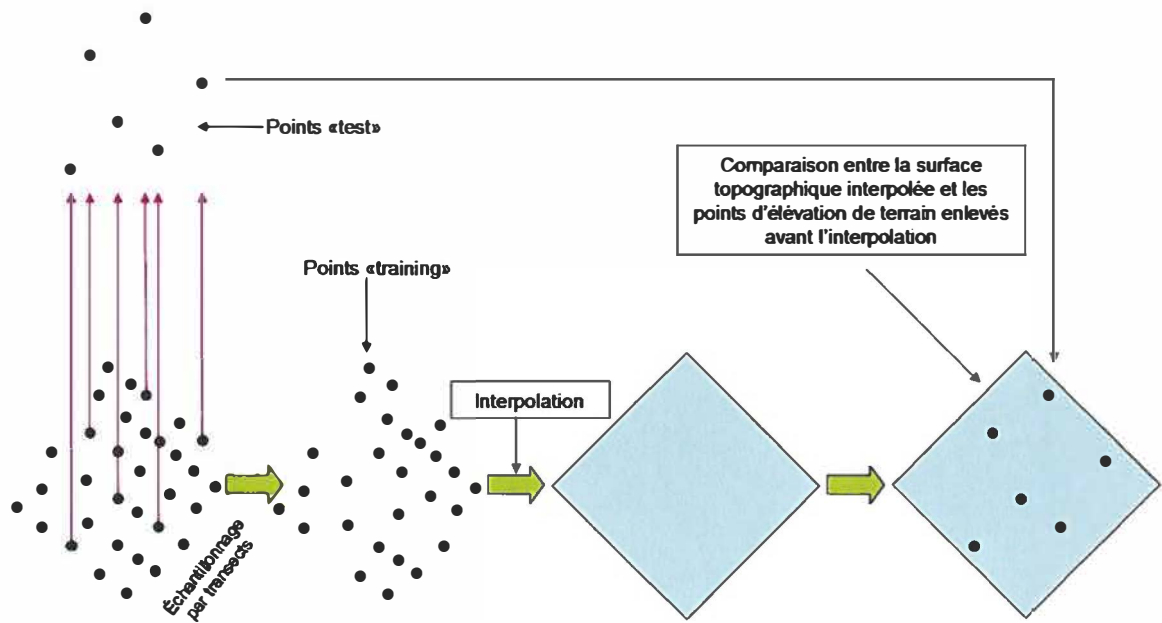 Points «test»
Comparaison entre la surface
topographique interpolée et les
points d'élévation de terrain enlevés
avant l'interpolation
Points «training»
Interpolation
Échantillonnage
par transects